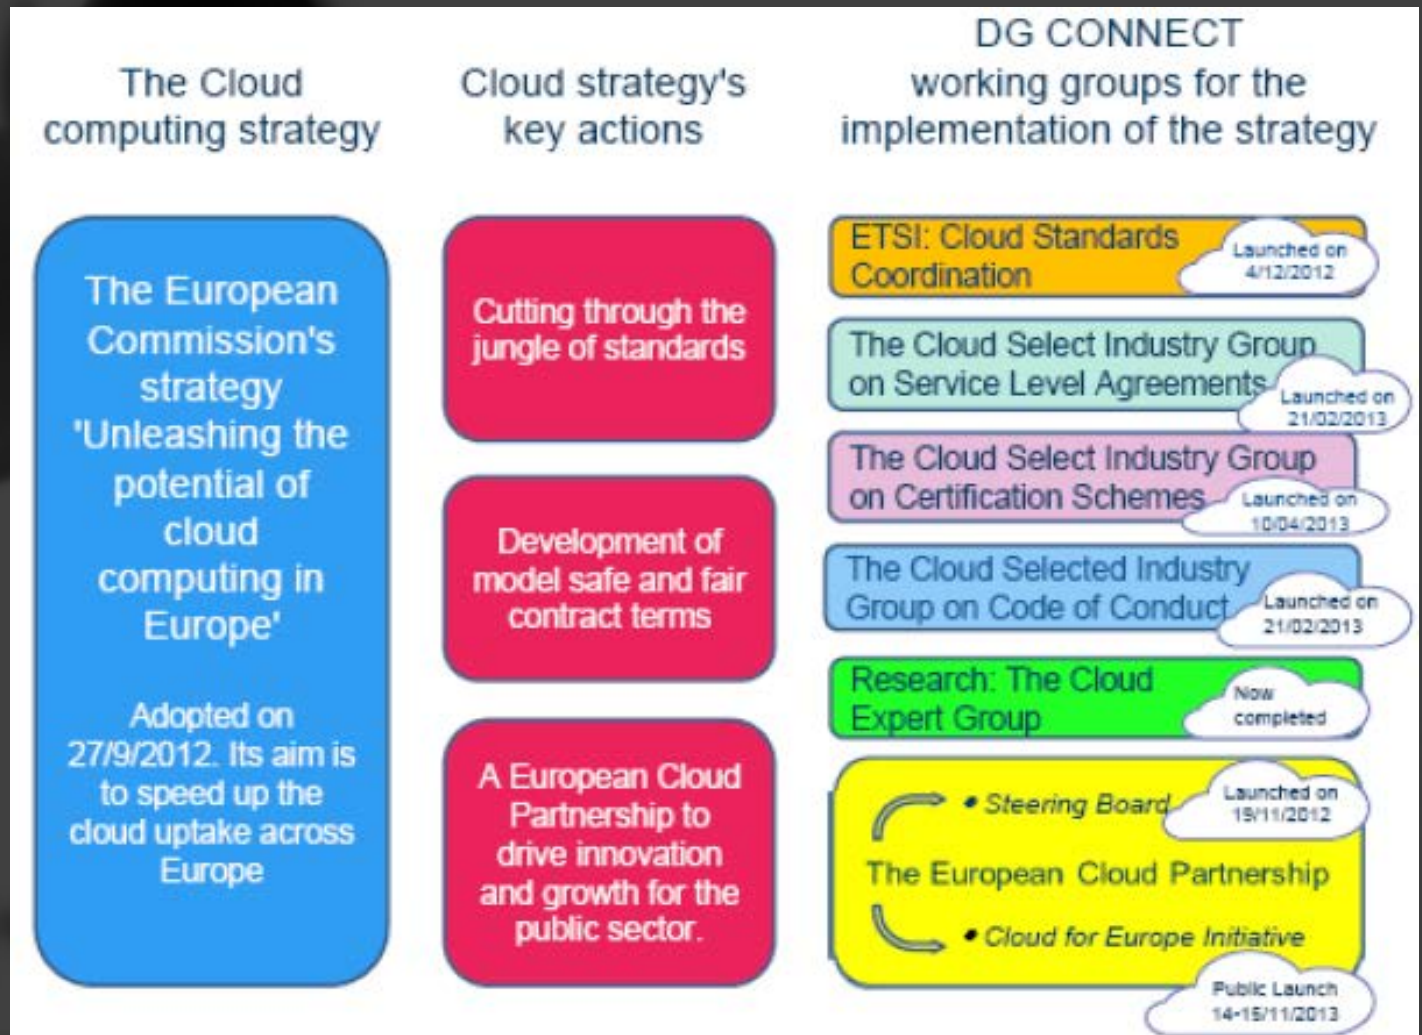 The Cloud
computing strategy
Cloud strategy's
key actions
DG CONNECT
working groups for the
implementation of the strategy
The European
Commission's
strategy
'Unleashing the
potential of
cloud
computing in
Europe'
Adopted on
27/9/2012. Its aim is
to speed up the
cloud uptake across
Europe
Cutting through the
jungle of standards
Development of
model safe and fair
contract terms
A European Cloud
Partnership to
drive innovation
and growth for the
public sector.
ETSI: Cloud Standards
Coordination
Launched on
4/12/2012
The Cloud Select Industry Group
on Service Level Agreements
Launched on
21/02/2013
The Cloud Select Industry Group
on Certification Schemes
Launched on
10/04/2013
The Cloud Selected Industry
Group on Code of Conduct
Launched on
21/02/2013
Research: The Cloud
Expert Group
Now
completed
• Steering Board
Launched on
19/11/2012
The European Cloud Partnership
• Cloud for Europe Initiative
Public Launch
14-15/11/2013